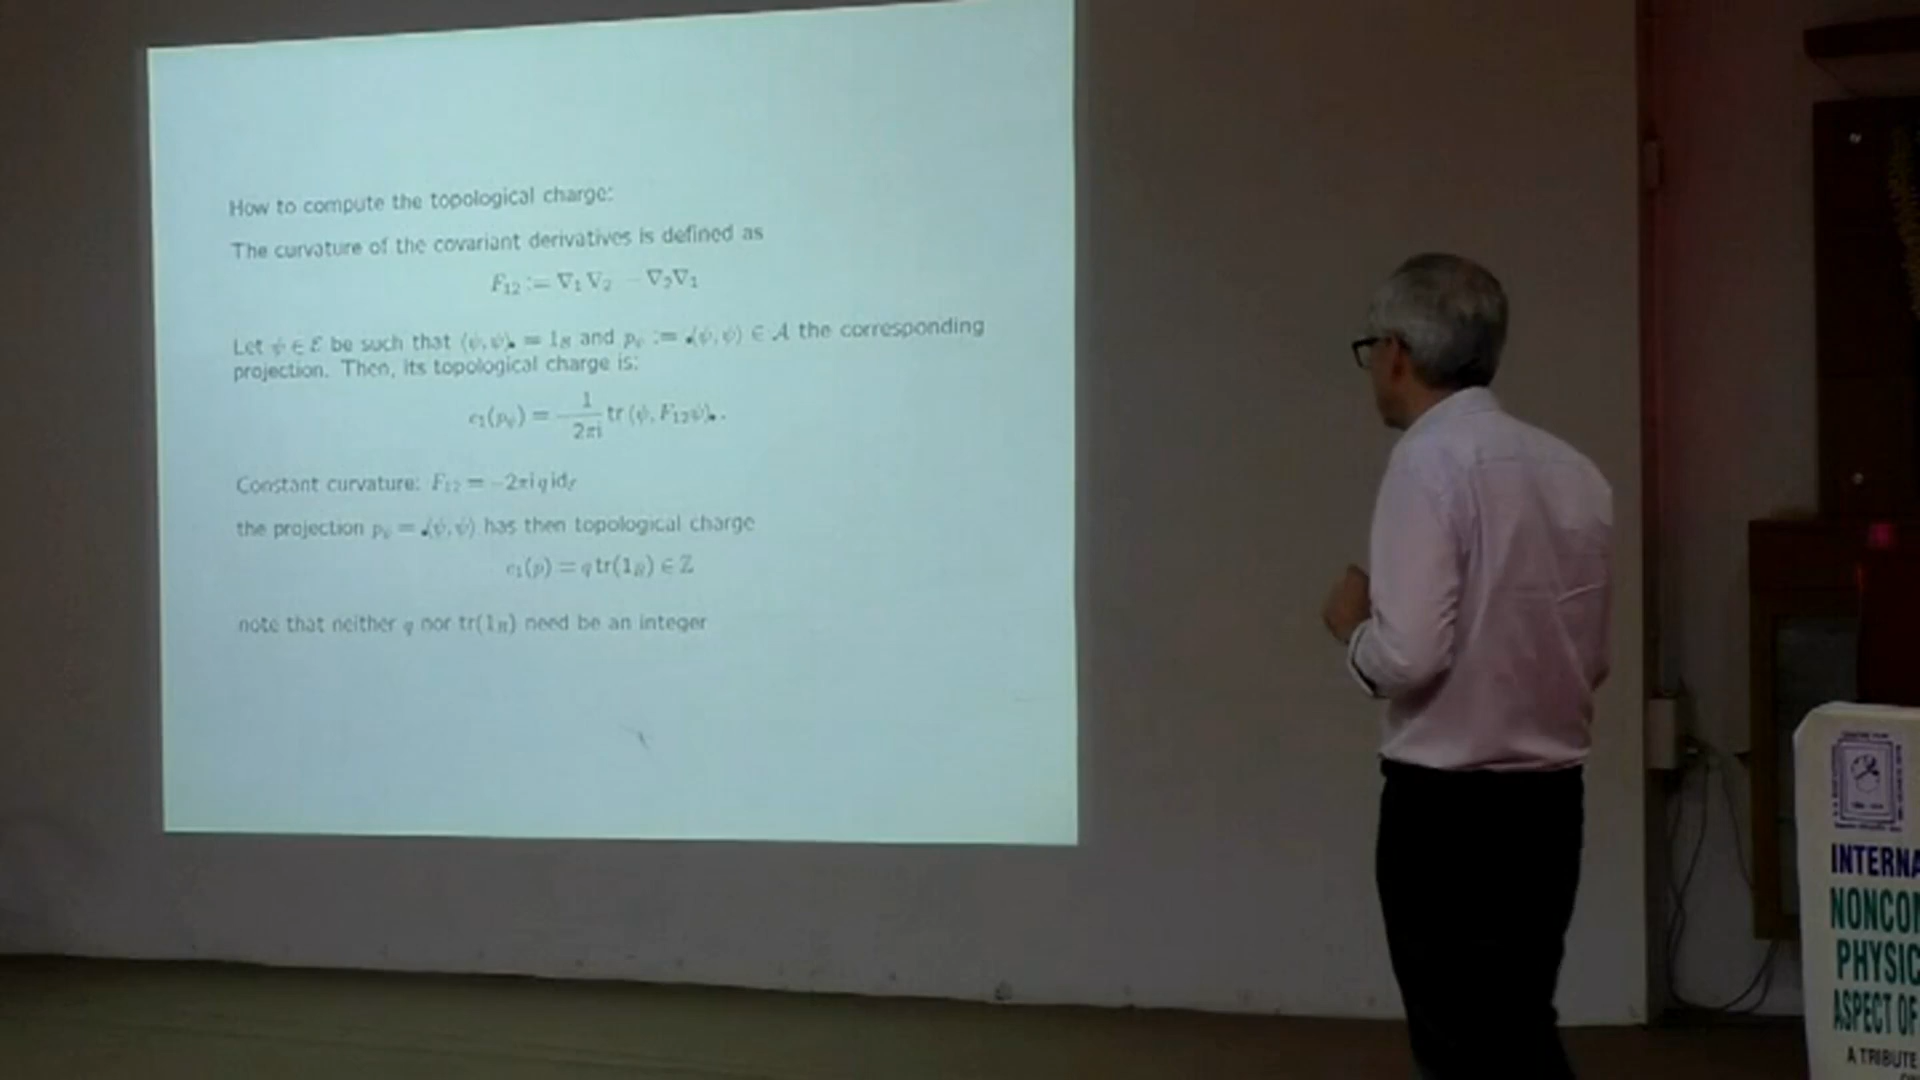 How to compute the topological charge:
The curvature of the covariant derivatives is defined as
F₁₂ := ∇₁∇₂ − ∇₂∇₁
Let ψ ∈ ℰ be such that ⟨ψ, ψ⟩• = 1_B and p_ψ := •⟨ψ, ψ⟩ ∈ 𝒜 the corresponding
projection. Then, its topological charge is:
c₁(p_ψ) = −1/2πi tr⟨ψ, F₁₂ψ⟩•.
Constant curvature: F₁₂ = −2πi q id_ℰ
the projection p_ψ = •⟨ψ, ψ⟩ has then topological charge
c₁(p) = q tr(1_B) ∈ ℤ
note that neither q nor tr(1_B) need be an integer
INTERNA
NONCO
PHYSIC
ASPECT OF
A TRIBUTE